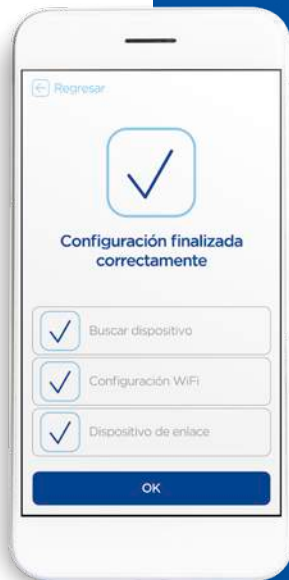 Regresar
Configuración finalizada
correctamente
Buscar dispositivo
Configuración WiFi
Dispositivo de enlace
OK